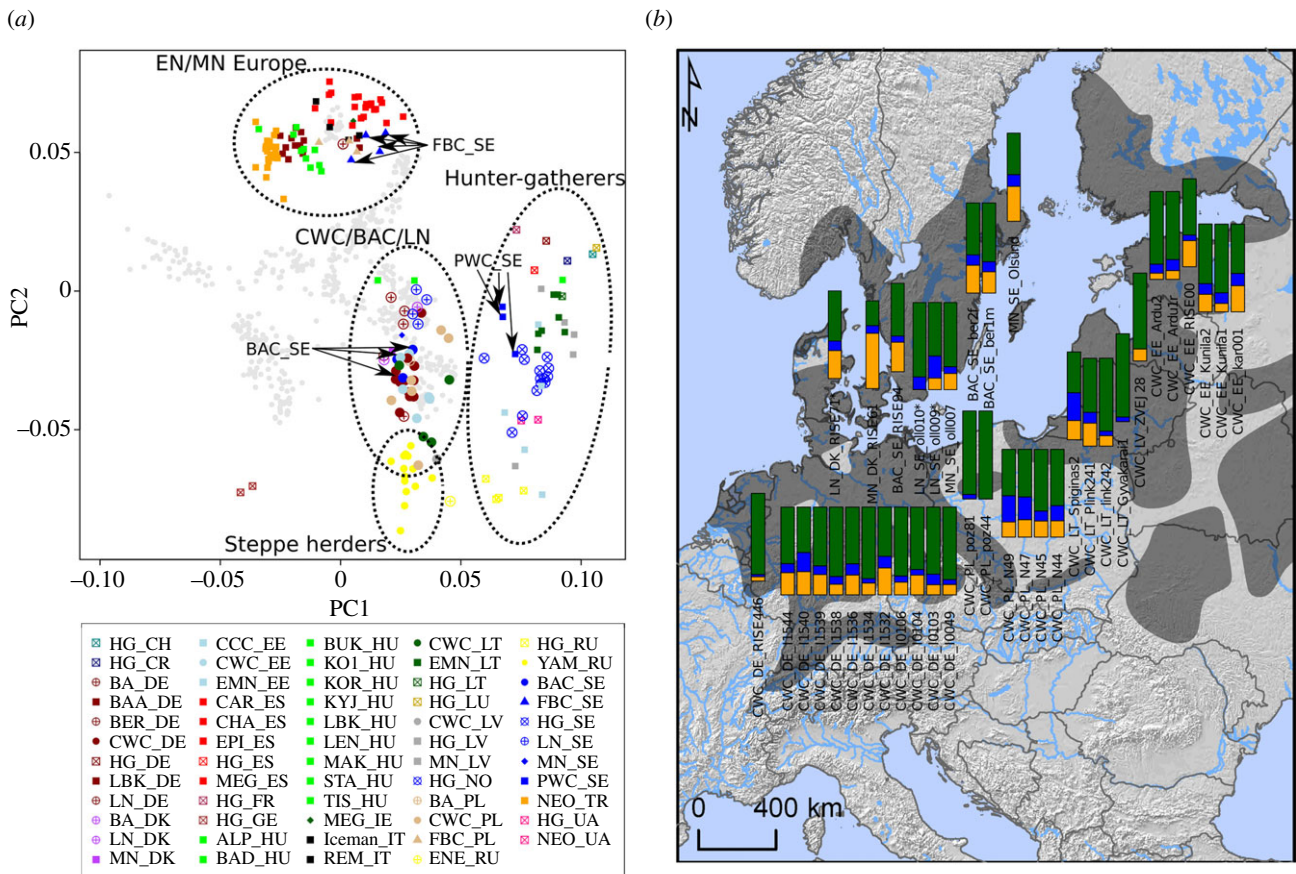 (a)
EN/MN Europe
FBC_SE
Hunter-gatherers
CWC/BAC/LN
PWC_SE
BAC_SE
Steppe herders
0.05
0
–0.05
PC2
–0.10
–0.05
0
0.05
0.10
PC1
HG_CH
HG_CR
BA_DE
BAA_DE
BER_DE
CWC_DE
HG_DE
LBK_DE
LN_DE
BA_DK
LN_DK
MN_DK
CCC_EE
CWC_EE
EMN_EE
CAR_ES
CHA_ES
EPI_ES
HG_ES
MEG_ES
HG_FR
HG_GE
ALP_HU
BAD_HU
BUK_HU
KO1_HU
KOR_HU
KYJ_HU
LBK_HU
LEN_HU
MAK_HU
STA_HU
TIS_HU
MEG_IE
Iceman_IT
REM_IT
CWC_LT
EMN_LT
HG_LT
HG_LU
CWC_LV
HG_LV
MN_LV
HG_NO
BA_PL
CWC_PL
FBC_PL
ENE_RU
HG_RU
YAM_RU
BAC_SE
FBC_SE
HG_SE
LN_SE
MN_SE
PWC_SE
NEO_TR
HG_UA
NEO_UA
(b)
N
MN_SE_Olsund
BAC_SE_ber2f
BAC_SE_ber1m
CWC_EE_Ardu2
CWC_EE_Ardu1r
CWC_EE_RISE00
CWC_EE_Kunila2
CWC_EE_Kunila1
CWC_EE_kar001
LN_DK_RISE71*
MN_DK_RISE61
BAC_SE_RISE94
LN_SE_oll010*
LN_SE_oll009*
MN_SE_oll007
CWC_LV_ZVEJ 28
CWC_LT_Spiginas2
CWC_LT_Plink241
CWC_LT_plink242
CWC_LT_Gyvakarai1
CWC_PL_poz81
CWC_PL_poz44
CWC_PL_N49
CWC_PL_N47
CWC_PL_N45
CWC_PL_N44
CWC_DE_RISE446
CWC_DE_I1544
CWC_DE_I1540
CWC_DE_I1539
CWC_DE_I1538
CWC_DE_I1536
CWC_DE_I1534
CWC_DE_I1532
CWC_DE_I0106
CWC_DE_I0104
CWC_DE_I0103
CWC_DE_I0049
0 400 km